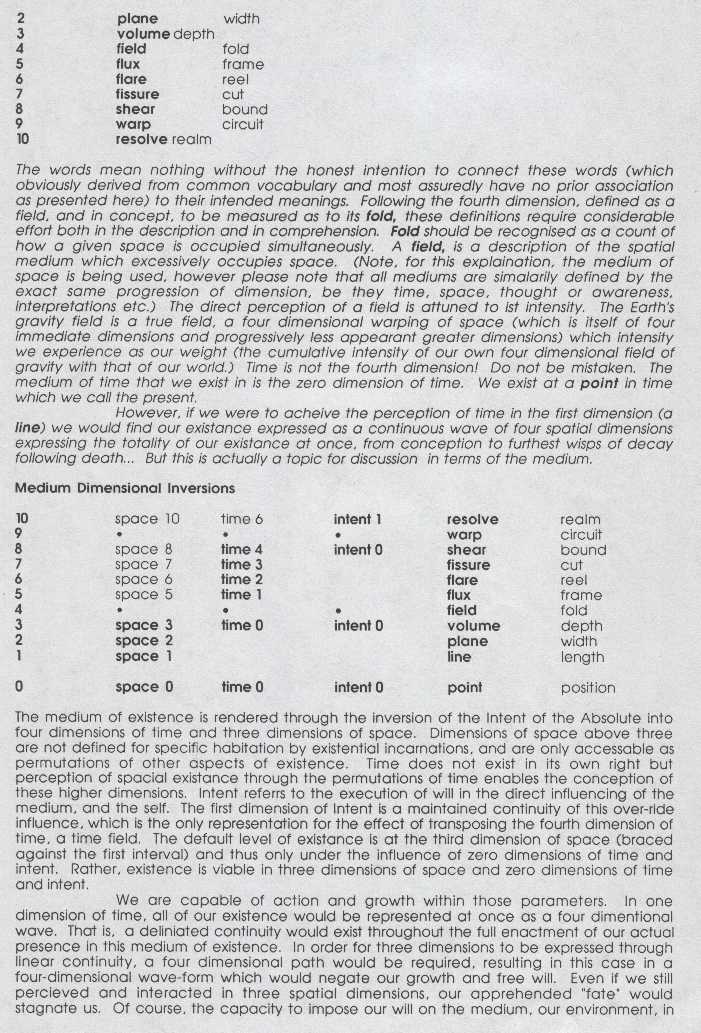 2 plane width
3 volume depth
4 field fold
5 flux frame
6 flare reel
7 fissure cut
8 shear bound
9 warp circuit
10 resolve realm
The words mean nothing without the honest intention to connect these words (which
obviously derived from common vocabulary and most assuredly have no prior association
as presented here) to their intended meanings. Following the fourth dimension, defined as a
field, and in concept, to be measured as to its fold, these definitions require considerable
effort both in the description and in comprehension. Fold should be recognised as a count of
how a given space is occupied simultaneously. A field, is a description of the spatial
medium which excessively occupies space. (Note, for this explaination, the medium of
space is being used, however please note that all mediums are simalarily defined by the
exact same progression of dimension, be they time, space, thought or awareness,
interpretations etc.) The direct perception of a field is attuned to ist intensity. The Earth's
gravity field is a true field, a four dimensional warping of space (which is itself of four
immediate dimensions and progressively less appearant greater dimensions) which intensity
we experience as our weight (the cumulative intensity of our own four dimensional field of
gravity with that of our world.) Time is not the fourth dimension! Do not be mistaken. The
medium of time that we exist in is the zero dimension of time. We exist at a point in time
which we call the present.
However, if we were to acheive the perception of time in the first dimension (a
line) we would find our existance expressed as a continuous wave of four spatial dimensions
expressing the totality of our existance at once, from conception to furthest wisps of decay
following death... But this is actually a topic for discussion in terms of the medium.
Medium Dimensional Inversions
10 space 10 time 6 intent 1 resolve realm
9 • • • warp circuit
8 space 8 time 4 intent 0 shear bound
7 space 7 time 3 fissure cut
6 space 6 time 2 flare reel
5 space 5 time 1 flux frame
4 • • • field fold
3 space 3 time 0 intent 0 volume depth
2 space 2 plane width
1 space 1 line length
0 space 0 time 0 intent 0 point position
The medium of existence is rendered through the inversion of the Intent of the Absolute into
four dimensions of time and three dimensions of space. Dimensions of space above three
are not defined for specific habitation by existential incarnations, and are only accessable as
permutations of other aspects of existence. Time does not exist in its own right but
perception of spacial existance through the permutations of time enables the conception of
these higher dimensions. Intent referrs to the execution of will in the direct influencing of the
medium, and the self. The first dimension of Intent is a maintained continuity of this over-ride
influence, which is the only representation for the effect of transposing the fourth dimension of
time, a time field. The default level of existance is at the third dimension of space (braced
against the first interval) and thus only under the influence of zero dimensions of time and
intent. Rather, existence is viable in three dimensions of space and zero dimensions of time
and intent.
We are capable of action and growth within those parameters. In one
dimension of time, all of our existence would be represented at once as a four dimentional
wave. That is, a deliniated continuity would exist throughout the full enactment of our actual
presence in this medium of existence. In order for three dimensions to be expressed through
linear continuity, a four dimensional path would be required, resulting in this case in a
four-dimensional wave-form which would negate our growth and free will. Even if we still
percieved and interacted in three spatial dimensions, our apprehended "fate" would
stagnate us. Of course, the capacity to impose our will on the medium, our environment, in